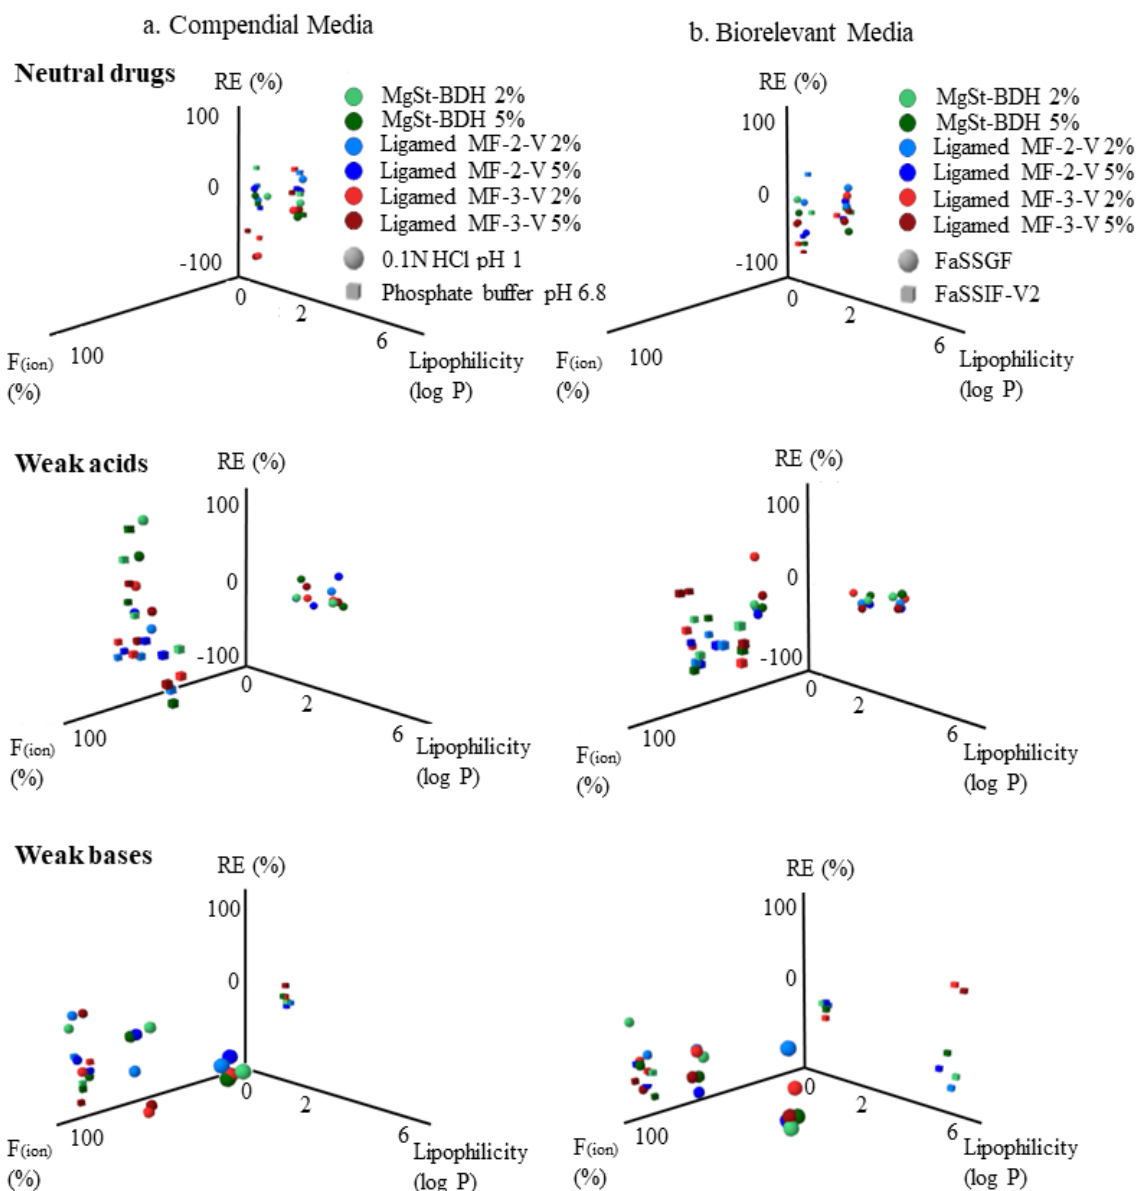 a. Compendial Media
b. Biorelevant Media
Neutral drugs
RE (%)
100
0
-100
0
2
6
100
F(ion)
(%)
Lipophilicity
(log P)
MgSt-BDH 2%
MgSt-BDH 5%
Ligamed MF-2-V 2%
Ligamed MF-2-V 5%
Ligamed MF-3-V 2%
Ligamed MF-3-V 5%
0.1N HCl pH 1
Phosphate buffer pH 6.8
RE (%)
100
0
-100
0
2
6
100
F(ion)
(%)
Lipophilicity
(log P)
MgSt-BDH 2%
MgSt-BDH 5%
Ligamed MF-2-V 2%
Ligamed MF-2-V 5%
Ligamed MF-3-V 2%
Ligamed MF-3-V 5%
FaSSGF
FaSSIF-V2
Weak acids
RE (%)
100
0
-100
0
2
6
100
F(ion)
(%)
Lipophilicity
(log P)
RE (%)
100
0
-100
0
2
6
100
F(ion)
(%)
Lipophilicity
(log P)
Weak bases
RE (%)
100
0
0
2
6
100
F(ion)
(%)
Lipophilicity
(log P)
RE (%)
100
0
0
2
6
100
F(ion)
(%)
Lipophilicity
(log P)